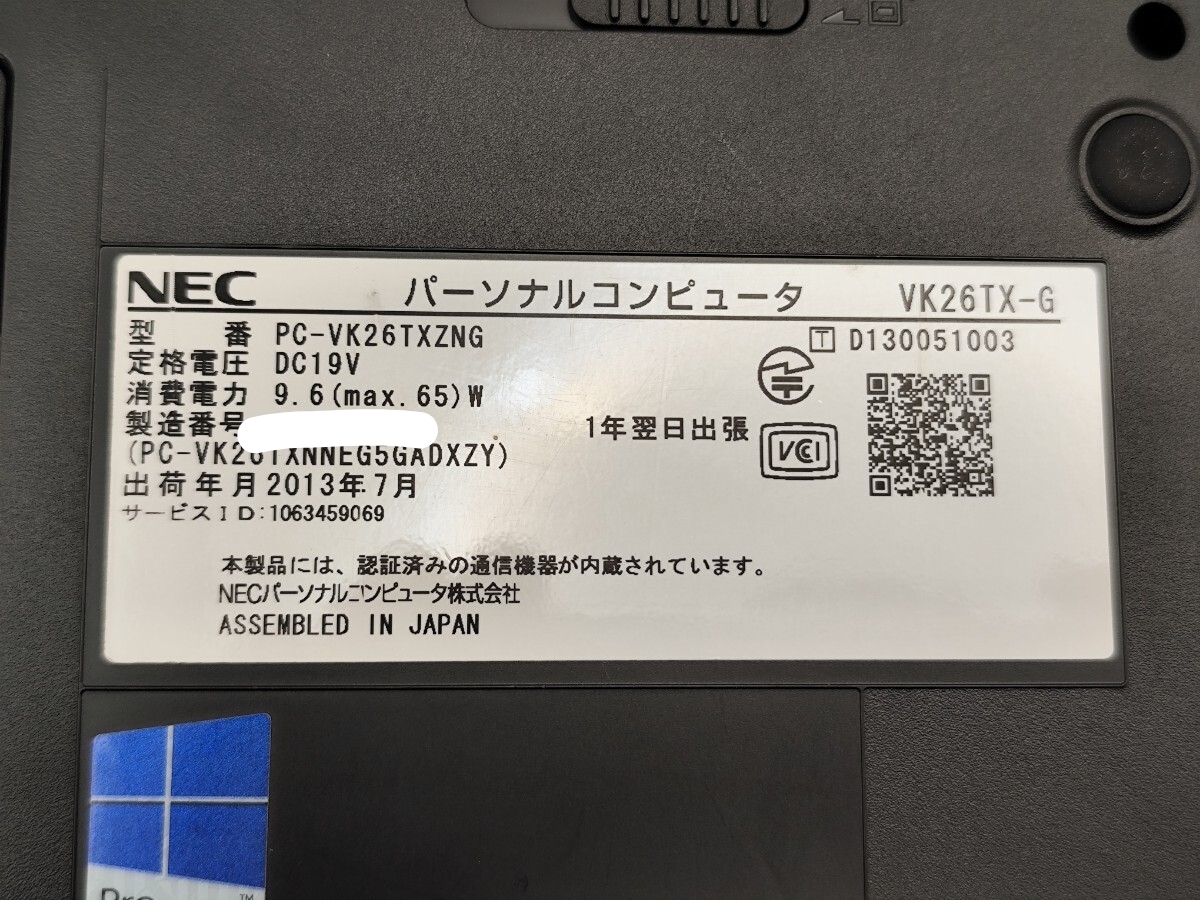 NEC パーソナルコンピュータ VK26TX-G
型番 PC-VK26TXZNG
T D130051003
定格電圧 DC19V
消費電力 9.6(max.65)W
製造番号
1年翌日出張
VCI
(PC-VK26TXNNEG5GADXZY)
出荷年月 2013年 7月
サービスID:1063459069
本製品には、認証済みの通信機器が内蔵されています。
NECパーソナルコンピュータ株式会社
ASSEMBLED IN JAPAN
Pro
TM